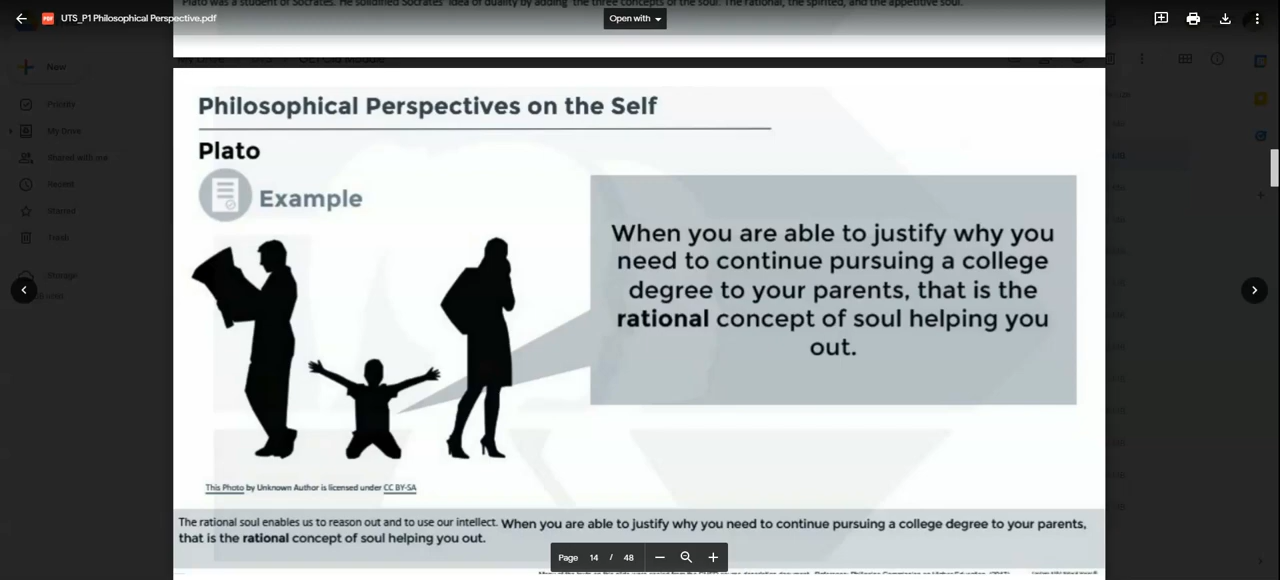 Plato was a student of Socrates. He solidified Socrates' idea of duality by adding the three concepts of the soul: The rational, the spirited, and the appetitive soul.
UTS_P1 Philosophical Perspective.pdf
Open with
New
Private
My Drive
Shared with me
Recent
Starred
Trash
Storage
Philosophical Perspectives on the Self
Plato
Example
When you are able to justify why you
need to continue pursuing a college
degree to your parents, that is the
rational concept of soul helping you
out.
This Photo by Unknown Author is licensed under CC BY-SA
The rational soul enables us to reason out and to use our intellect. When you are able to justify why you need to continue pursuing a college degree to your parents,
that is the rational concept of soul helping you out.
Page 14 / 48